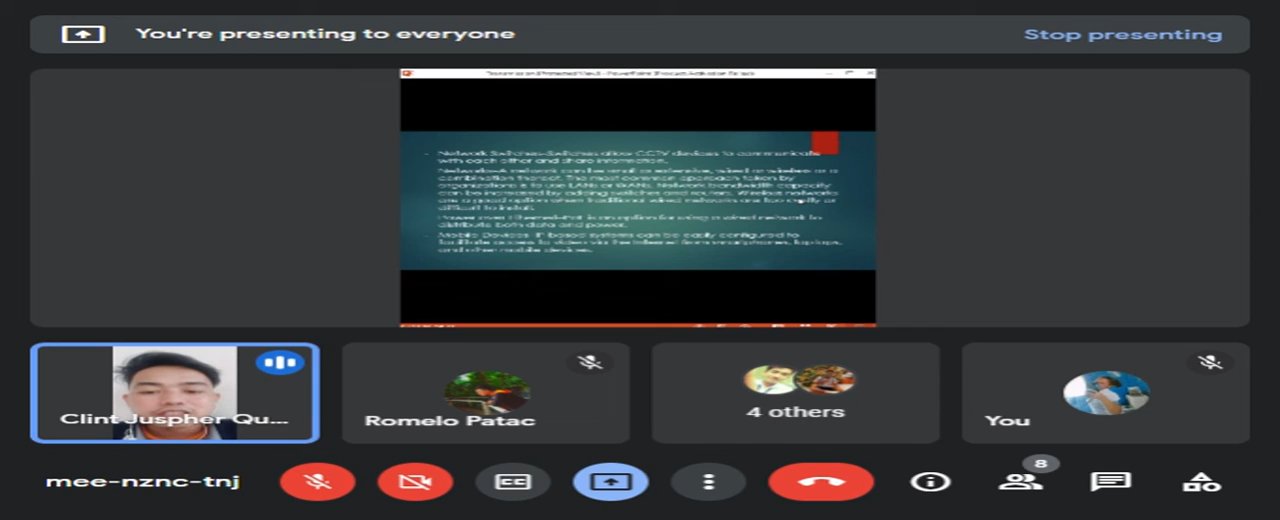 You're presenting to everyone
Stop presenting
Network Switches-Switches allow CCTV devices to communicate
with each other and share information.
Network-A network can be small or extensive, wired or wireless or a
combination thereof. The most common approach taken by
organizations is to use LANs or WANs. Network bandwidth capacity
can be increased by adding switches and routers. Wireless networks
are a good option when traditional wired networks are too costly or
difficult to install.
Power over Ethernet-PoE is an option for using a wired network to
distribute both data and power.
Mobile Devices- IP based systems can be easily configured to
facilitate access to video via the Internet from smartphones, laptops,
and other mobile devices.
Clint Juspher Qu...
Romelo Patac
4 others
You
mee-nznc-tnj
CC
8